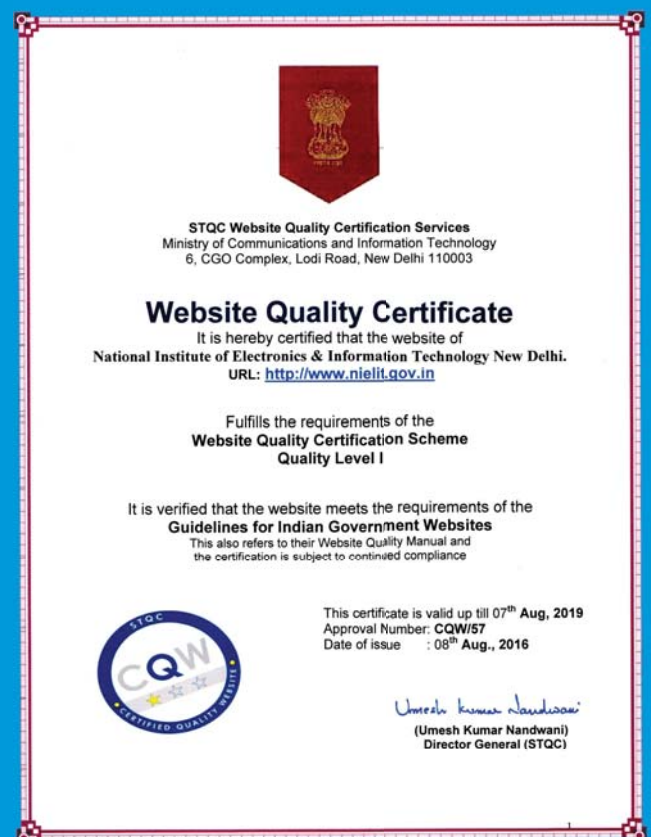 STQC Website Quality Certification Services
Ministry of Communications and Information Technology
6, CGO Complex, Lodi Road, New Delhi 110003
Website Quality Certificate
It is hereby certified that the website of
National Institute of Electronics & Information Technology New Delhi.
URL: http://www.nielit.gov.in
Fulfills the requirements of the
Website Quality Certification Scheme
Quality Level I
It is verified that the website meets the requirements of the
Guidelines for Indian Government Websites
This also refers to their Website Quality Manual and
the certification is subject to continued compliance
STQC
CQW
CERTIFIED QUALITY WEBSITE
This certificate is valid up till 07th Aug, 2019
Approval Number: CQW/57
Date of issue : 08th Aug., 2016
Umesh Kumar Nandwani
(Umesh Kumar Nandwani)
Director General (STQC)
1